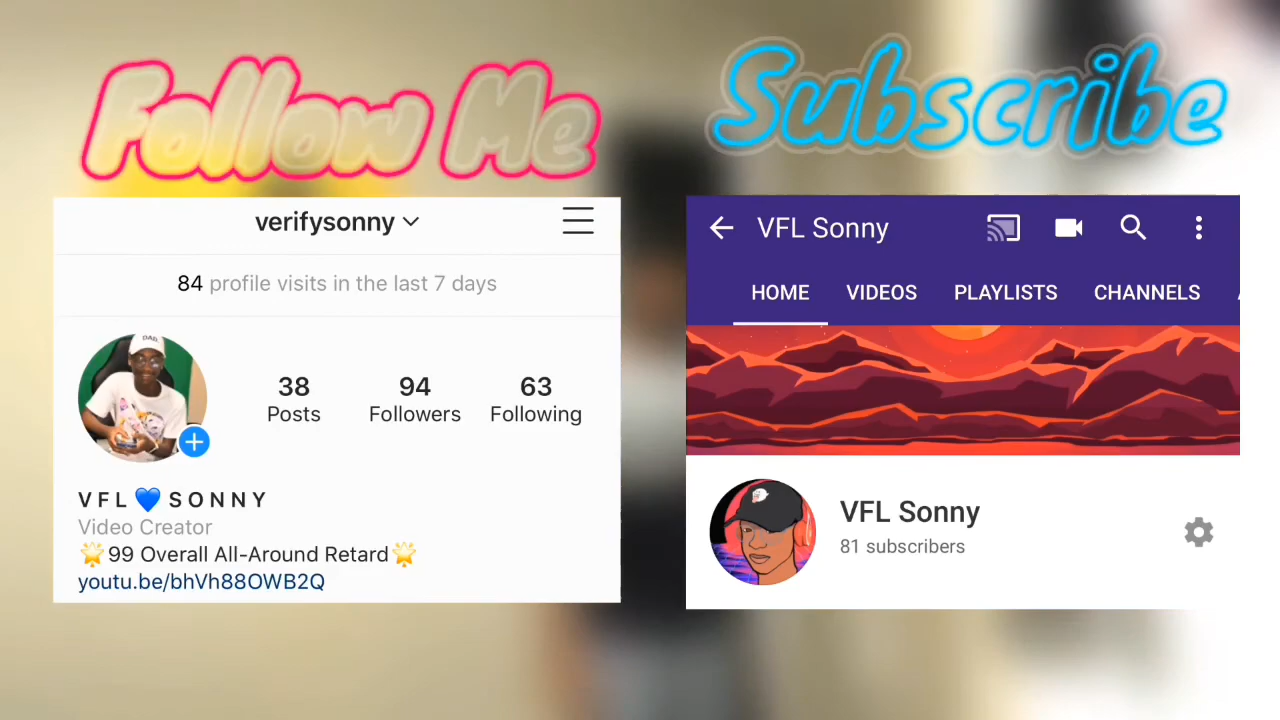 Follow Me
Subscribe
verifysonny
84 profile visits in the last 7 days
DAD
38 94 63
Posts Followers Following
V F L 💙 S O N N Y
Video Creator
🌟99 Overall All-Around Retard🌟
youtu.be/bhVh88OWB2Q
VFL Sonny
HOME VIDEOS PLAYLISTS CHANNELS
VFL Sonny
81 subscribers